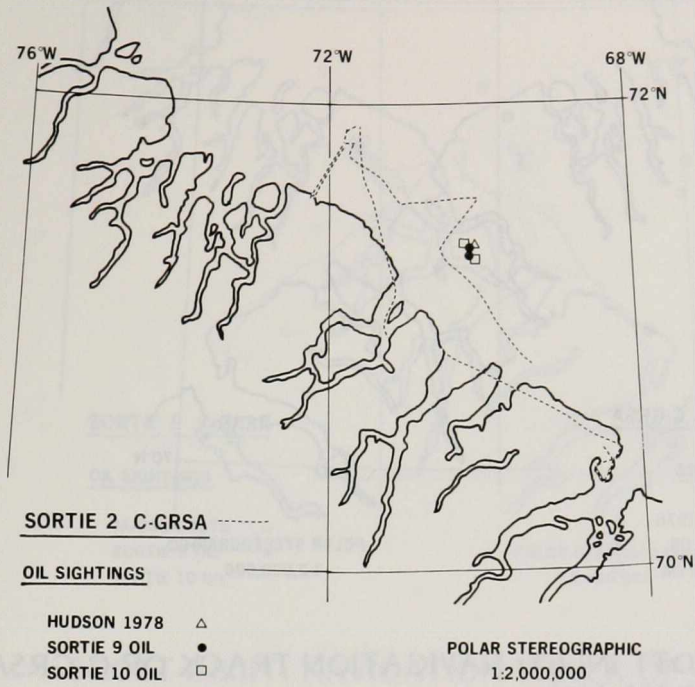 76°W
72°W
68°W
72°N
SORTIE 2 C-GRSA
OIL SIGHTINGS
70°N
HUDSON 1978
SORTIE 9 OIL
SORTIE 10 OIL
POLAR STEREOGRAPHIC
1:2,000,000